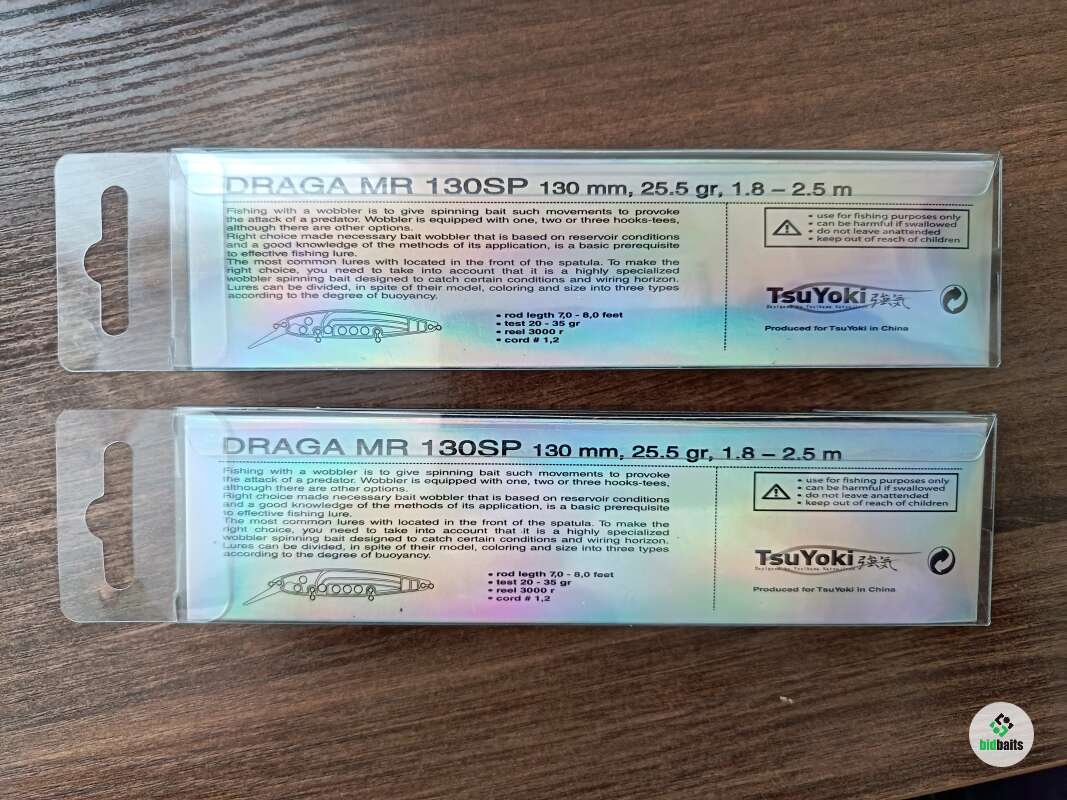 DRAGA MR 130SP 130 mm, 25.5 gr, 1.8 – 2.5 m
Fishing with a wobbler is to give spinning bait such movements to provoke
the attack of a predator. Wobbler is equipped with one, two or three hooks-tees,
although there are other options.
Right choice made necessary bait wobbler that is based on reservoir conditions
and a good knowledge of the methods of its application, is a basic prerequisite
to effective fishing lure.
The most common lures with located in the front of the spatula. To make the
right choice, you need to take into account that it is a highly specialized
wobbler spinning bait designed to catch certain conditions and wiring horizon.
Lures can be divided, in spite of their model, coloring and size into three types
according to the degree of buoyancy.
• rod legth 7,0 - 8,0 feet
• test 20 - 35 gr
• reel 3000 r
• cord # 1,2
• use for fishing purposes only
• can be harmful if swallowed
• do not leave anattended
• keep out of reach of children
TsuYoki 強気
Produced for TsuYoki in China
DRAGA MR 130SP 130 mm, 25.5 gr, 1.8 – 2.5 m
Fishing with a wobbler is to give spinning bait such movements to provoke
the attack of a predator. Wobbler is equipped with one, two or three hooks-tees,
although there are other options.
Right choice made necessary bait wobbler that is based on reservoir conditions
and a good knowledge of the methods of its application, is a basic prerequisite
to effective fishing lure.
The most common lures with located in the front of the spatula. To make the
right choice, you need to take into account that it is a highly specialized
wobbler spinning bait designed to catch certain conditions and wiring horizon.
Lures can be divided, in spite of their model, coloring and size into three types
according to the degree of buoyancy.
• rod legth 7,0 - 8,0 feet
• test 20 - 35 gr
• reel 3000 r
• cord # 1,2
• use for fishing purposes only
• can be harmful if swallowed
• do not leave anattended
• keep out of reach of children
TsuYoki 強気
Produced for TsuYoki in China
bidbaits